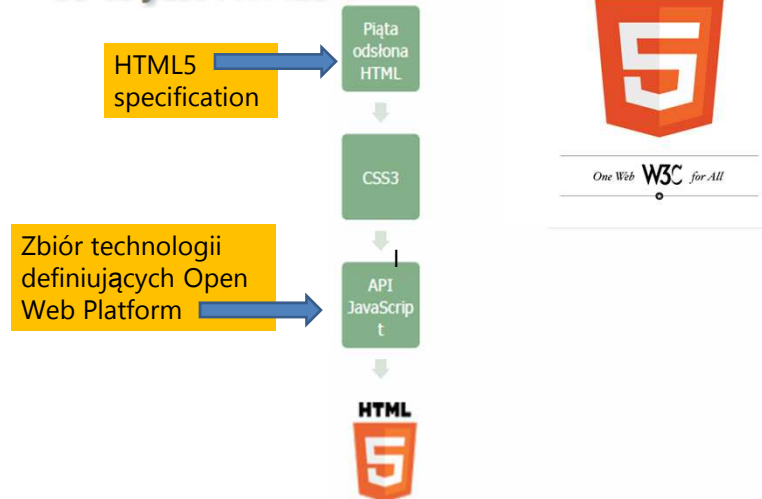 HTML5
specification
Piąta
odsłona
HTML
CSS3
Zbiór technologii
definiujących Open
Web Platform
API
JavaScrip
t
HTML
5
5
One Web W3C for All